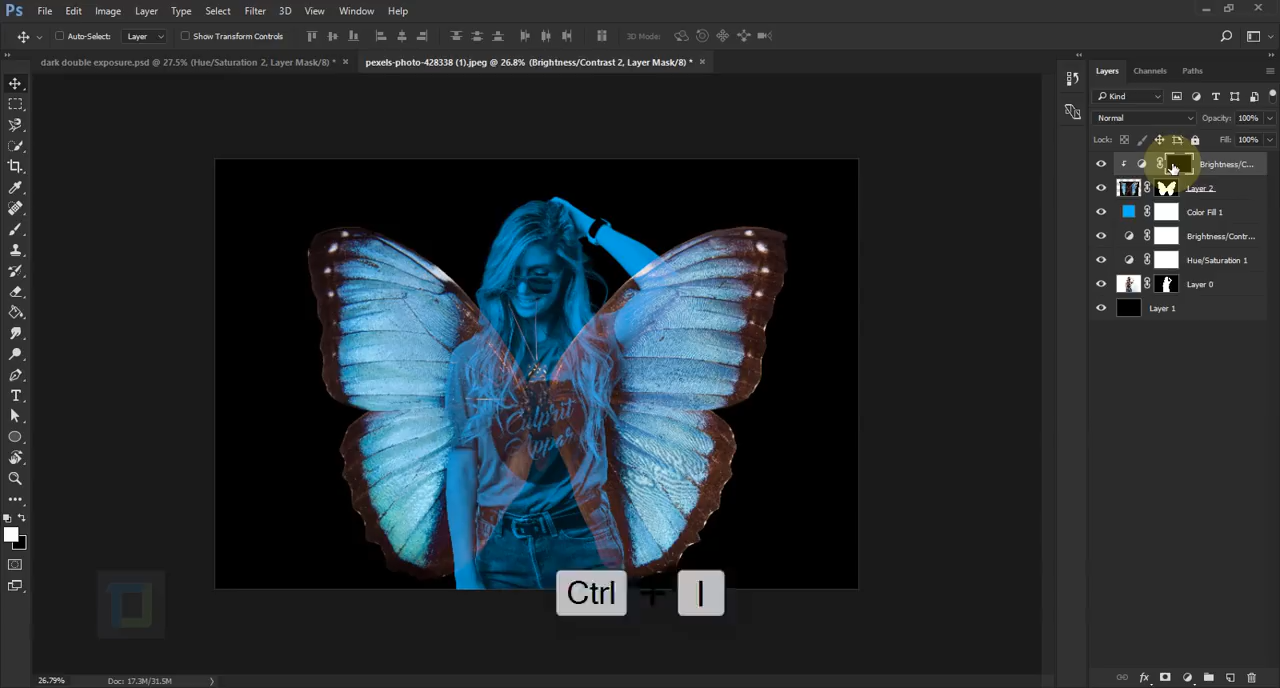 Ps File Edit Image Layer Type Select Filter 3D View Window Help
Auto-Select: Layer Show Transform Controls 3D Mode:
dark double exposure.psd @ 27.5% (Hue/Saturation 2, Layer Mask/8) * pexels-photo-428338 (1).jpeg @ 26.8% (Brightness/Contrast 2, Layer Mask/8) *
Layers Channels Paths
Kind
Normal Opacity: 100%
Lock: Fill: 100%
Brightness/C...
Layer 2
Color Fill 1
Brightness/Contr...
Hue/Saturation 1
Layer 0
Layer 1
Culprit
Appar
Ctrl + I
26.79% Doc: 17.3M/31.5M